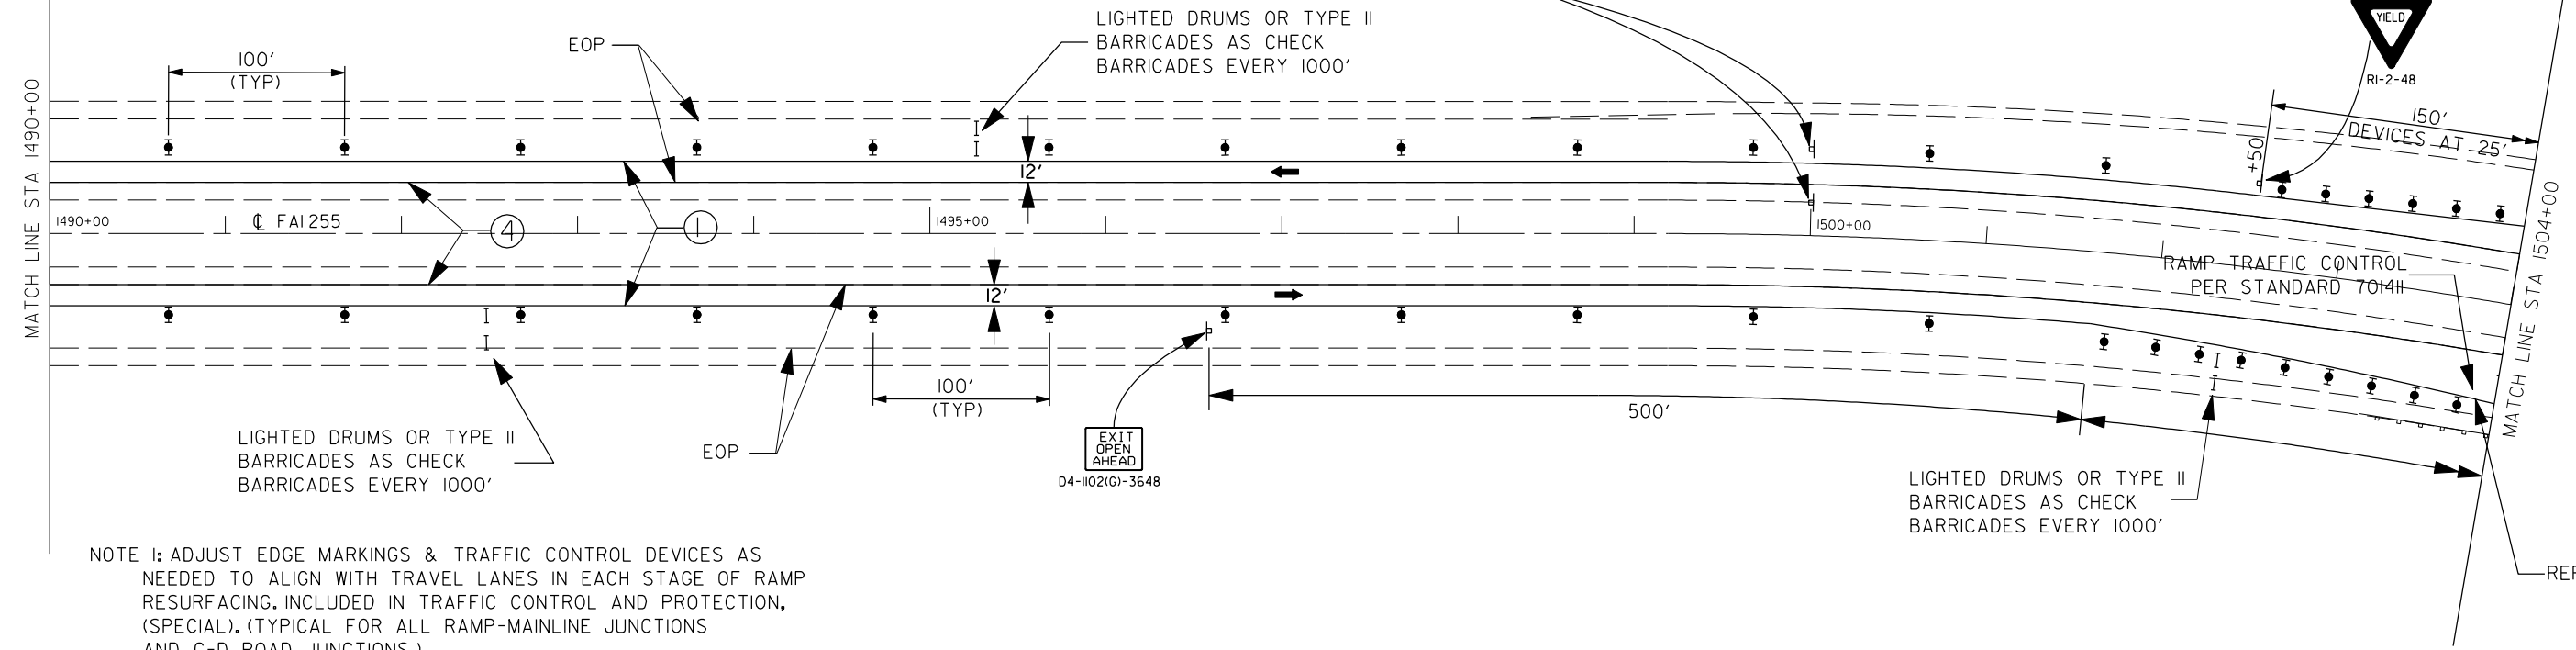 LIGHTED DRUMS OR TYPE II
BARRICADES AS CHECK
BARRICADES EVERY 1000'
EOP
100'
(TYP)
YIELD
R1-2-48
150'
DEVICES AT 25'
+50
MATCH LINE STA 1490+00
12'
1490+00
℄ FAI 255
4
1
1495+00
1500+00
RAMP TRAFFIC CONTROL
PER STANDARD 701411
MATCH LINE STA 1504+00
12'
100'
(TYP)
500'
EXIT
OPEN
AHEAD
D4-1102(G)-3648
LIGHTED DRUMS OR TYPE II
BARRICADES AS CHECK
BARRICADES EVERY 1000'
EOP
LIGHTED DRUMS OR TYPE II
BARRICADES AS CHECK
BARRICADES EVERY 1000'
NOTE 1: ADJUST EDGE MARKINGS & TRAFFIC CONTROL DEVICES AS
NEEDED TO ALIGN WITH TRAVEL LANES IN EACH STAGE OF RAMP
RESURFACING. INCLUDED IN TRAFFIC CONTROL AND PROTECTION,
(SPECIAL). (TYPICAL FOR ALL RAMP-MAINLINE JUNCTIONS
AND C-D ROAD JUNCTIONS.)